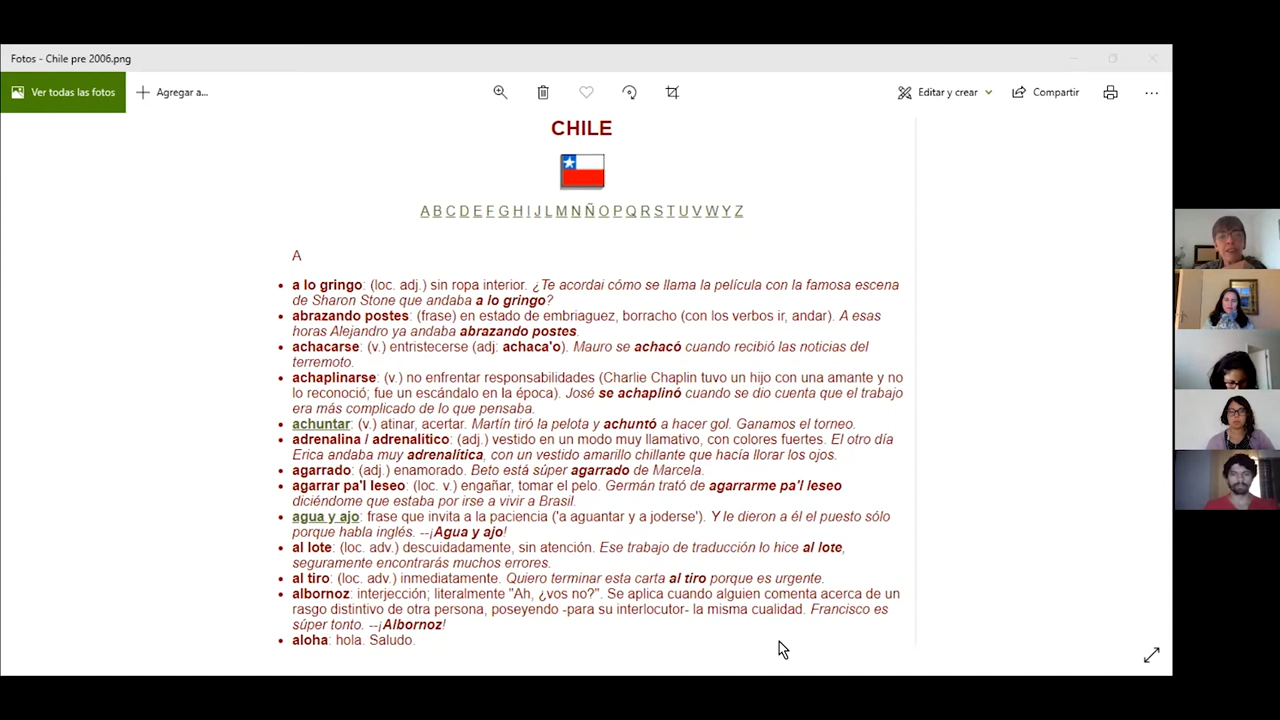 Fotos - Chile pre 2006.png
Ver todas las fotos
Agregar a...
Editar y crear
Compartir
CHILE
A B C D E F G H I J L M N Ñ O P Q R S T U V W Y Z
A
• a lo gringo: (loc. adj.) sin ropa interior. ¿Te acordai cómo se llama la película con la famosa escena
de Sharon Stone que andaba a lo gringo?
• abrazando postes: (frase) en estado de embriaguez, borracho (con los verbos ir, andar). A esas
horas Alejandro ya andaba abrazando postes.
• achacarse: (v.) entristecerse (adj: achaca'o). Mauro se achacó cuando recibió las noticias del
terremoto.
• achaplinarse: (v.) no enfrentar responsabilidades (Charlie Chaplin tuvo un hijo con una amante y no
lo reconoció; fue un escándalo en la época). José se achaplinó cuando se dio cuenta que el trabajo
era más complicado de lo que pensaba.
• achuntar: (v.) atinar, acertar. Martín tiró la pelota y achuntó a hacer gol. Ganamos el torneo.
• adrenalina / adrenalítico: (adj.) vestido en un modo muy llamativo, con colores fuertes. El otro día
Erica andaba muy adrenalítica, con un vestido amarillo chillante que hacía llorar los ojos.
• agarrado: (adj.) enamorado. Beto está súper agarrado de Marcela.
• agarrar pa'l leseo: (loc. v.) engañar, tomar el pelo. Germán trató de agarrarme pa'l leseo
diciéndome que estaba por irse a vivir a Brasil.
• agua y ajo: frase que invita a la paciencia ('a aguantar y a joderse'). Y le dieron a él el puesto sólo
porque habla inglés. --¡Agua y ajo!
• al lote: (loc. adv.) descuidadamente, sin atención. Ese trabajo de traducción lo hice al lote,
seguramente encontrarás muchos errores.
• al tiro: (loc. adv.) inmediatamente. Quiero terminar esta carta al tiro porque es urgente.
• albornoz: interjección; literalmente "Ah, ¿vos no?". Se aplica cuando alguien comenta acerca de un
rasgo distintivo de otra persona, poseyendo -para su interlocutor- la misma cualidad. Francisco es
súper tonto. --¡Albornoz!
• aloha: hola. Saludo.